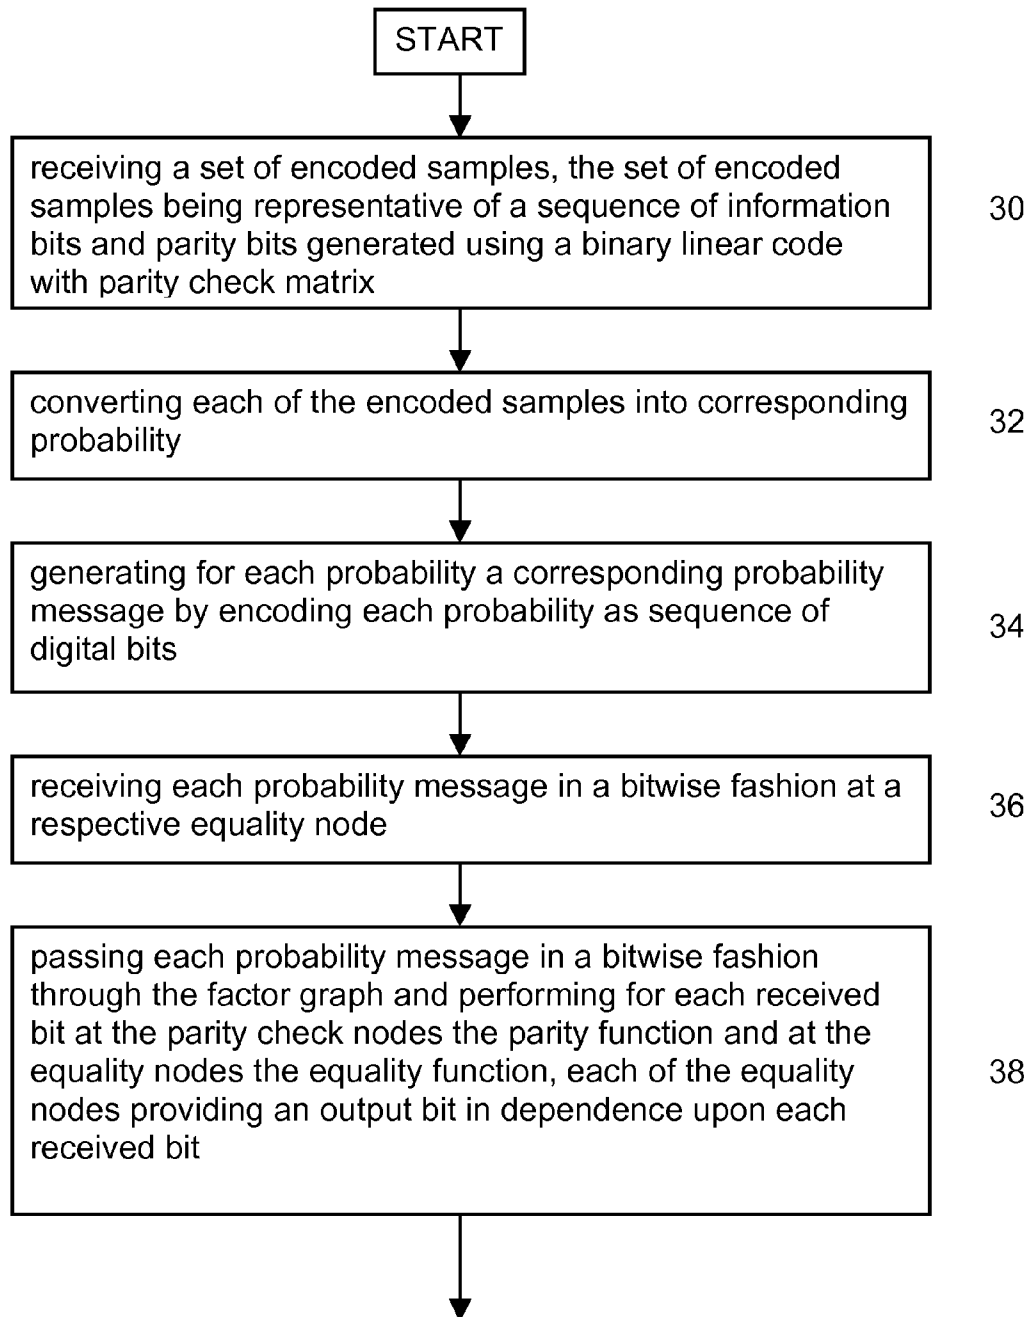 START
receiving a set of encoded samples, the set of encoded
samples being representative of a sequence of information
bits and parity bits generated using a binary linear code
with parity check matrix
30
converting each of the encoded samples into corresponding
probability
32
generating for each probability a corresponding probability
message by encoding each probability as sequence of
digital bits
34
receiving each probability message in a bitwise fashion at a
respective equality node
36
passing each probability message in a bitwise fashion
through the factor graph and performing for each received
bit at the parity check nodes the parity function and at the
equality nodes the equality function, each of the equality
nodes providing an output bit in dependence upon each
received bit
38